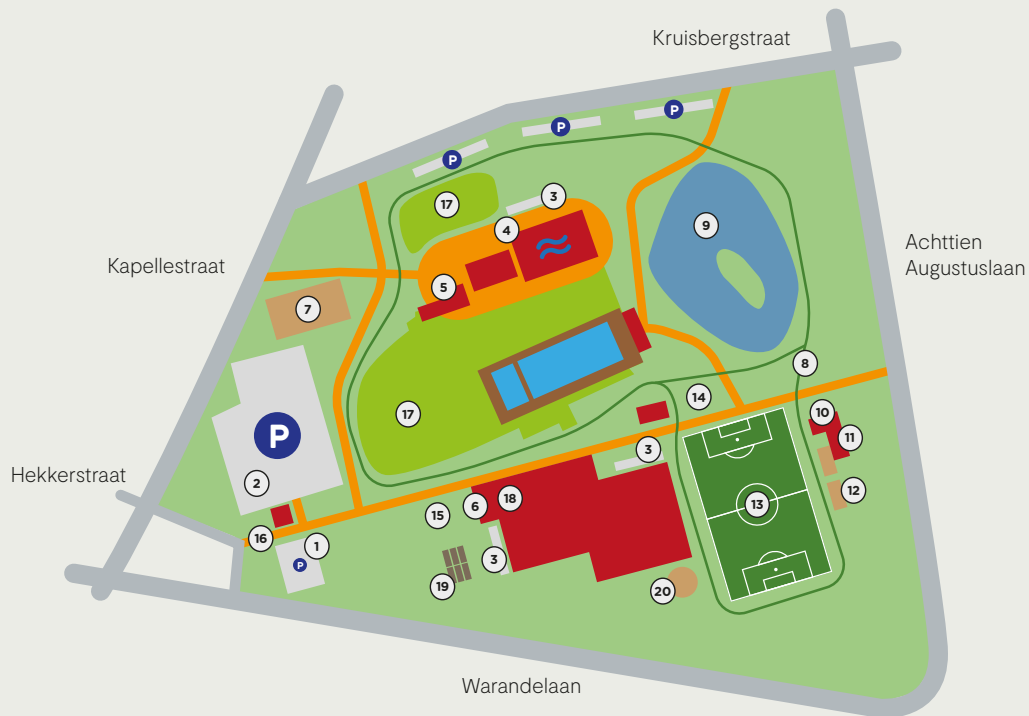 Kruisbergstraat
P
P
P
17
3
4
9
Achttien
Augustuslaan
Kapellestraat
5
7
8
14
17
10
P
11
3
Hekkerstraat
2
12
18
6
13
15
16
1
3
P
19
20
Warandelaan